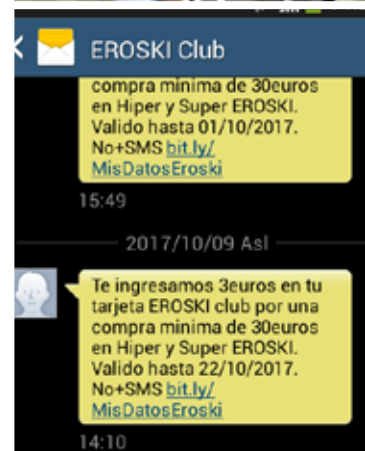 EROSKI Club
compra minima de 30euros
en Hiper y Super EROSKI.
Valido hasta 01/10/2017.
No+SMS bit.ly/
MisDatosEroski
15:49
2017/10/09 Asl
Te ingresamos 3euros en tu
tarjeta EROSKI club por una
compra minima de 30euros
en Hiper y Super EROSKI.
Valido hasta 22/10/2017.
No+SMS bit.ly/
MisDatosEroski
14:10